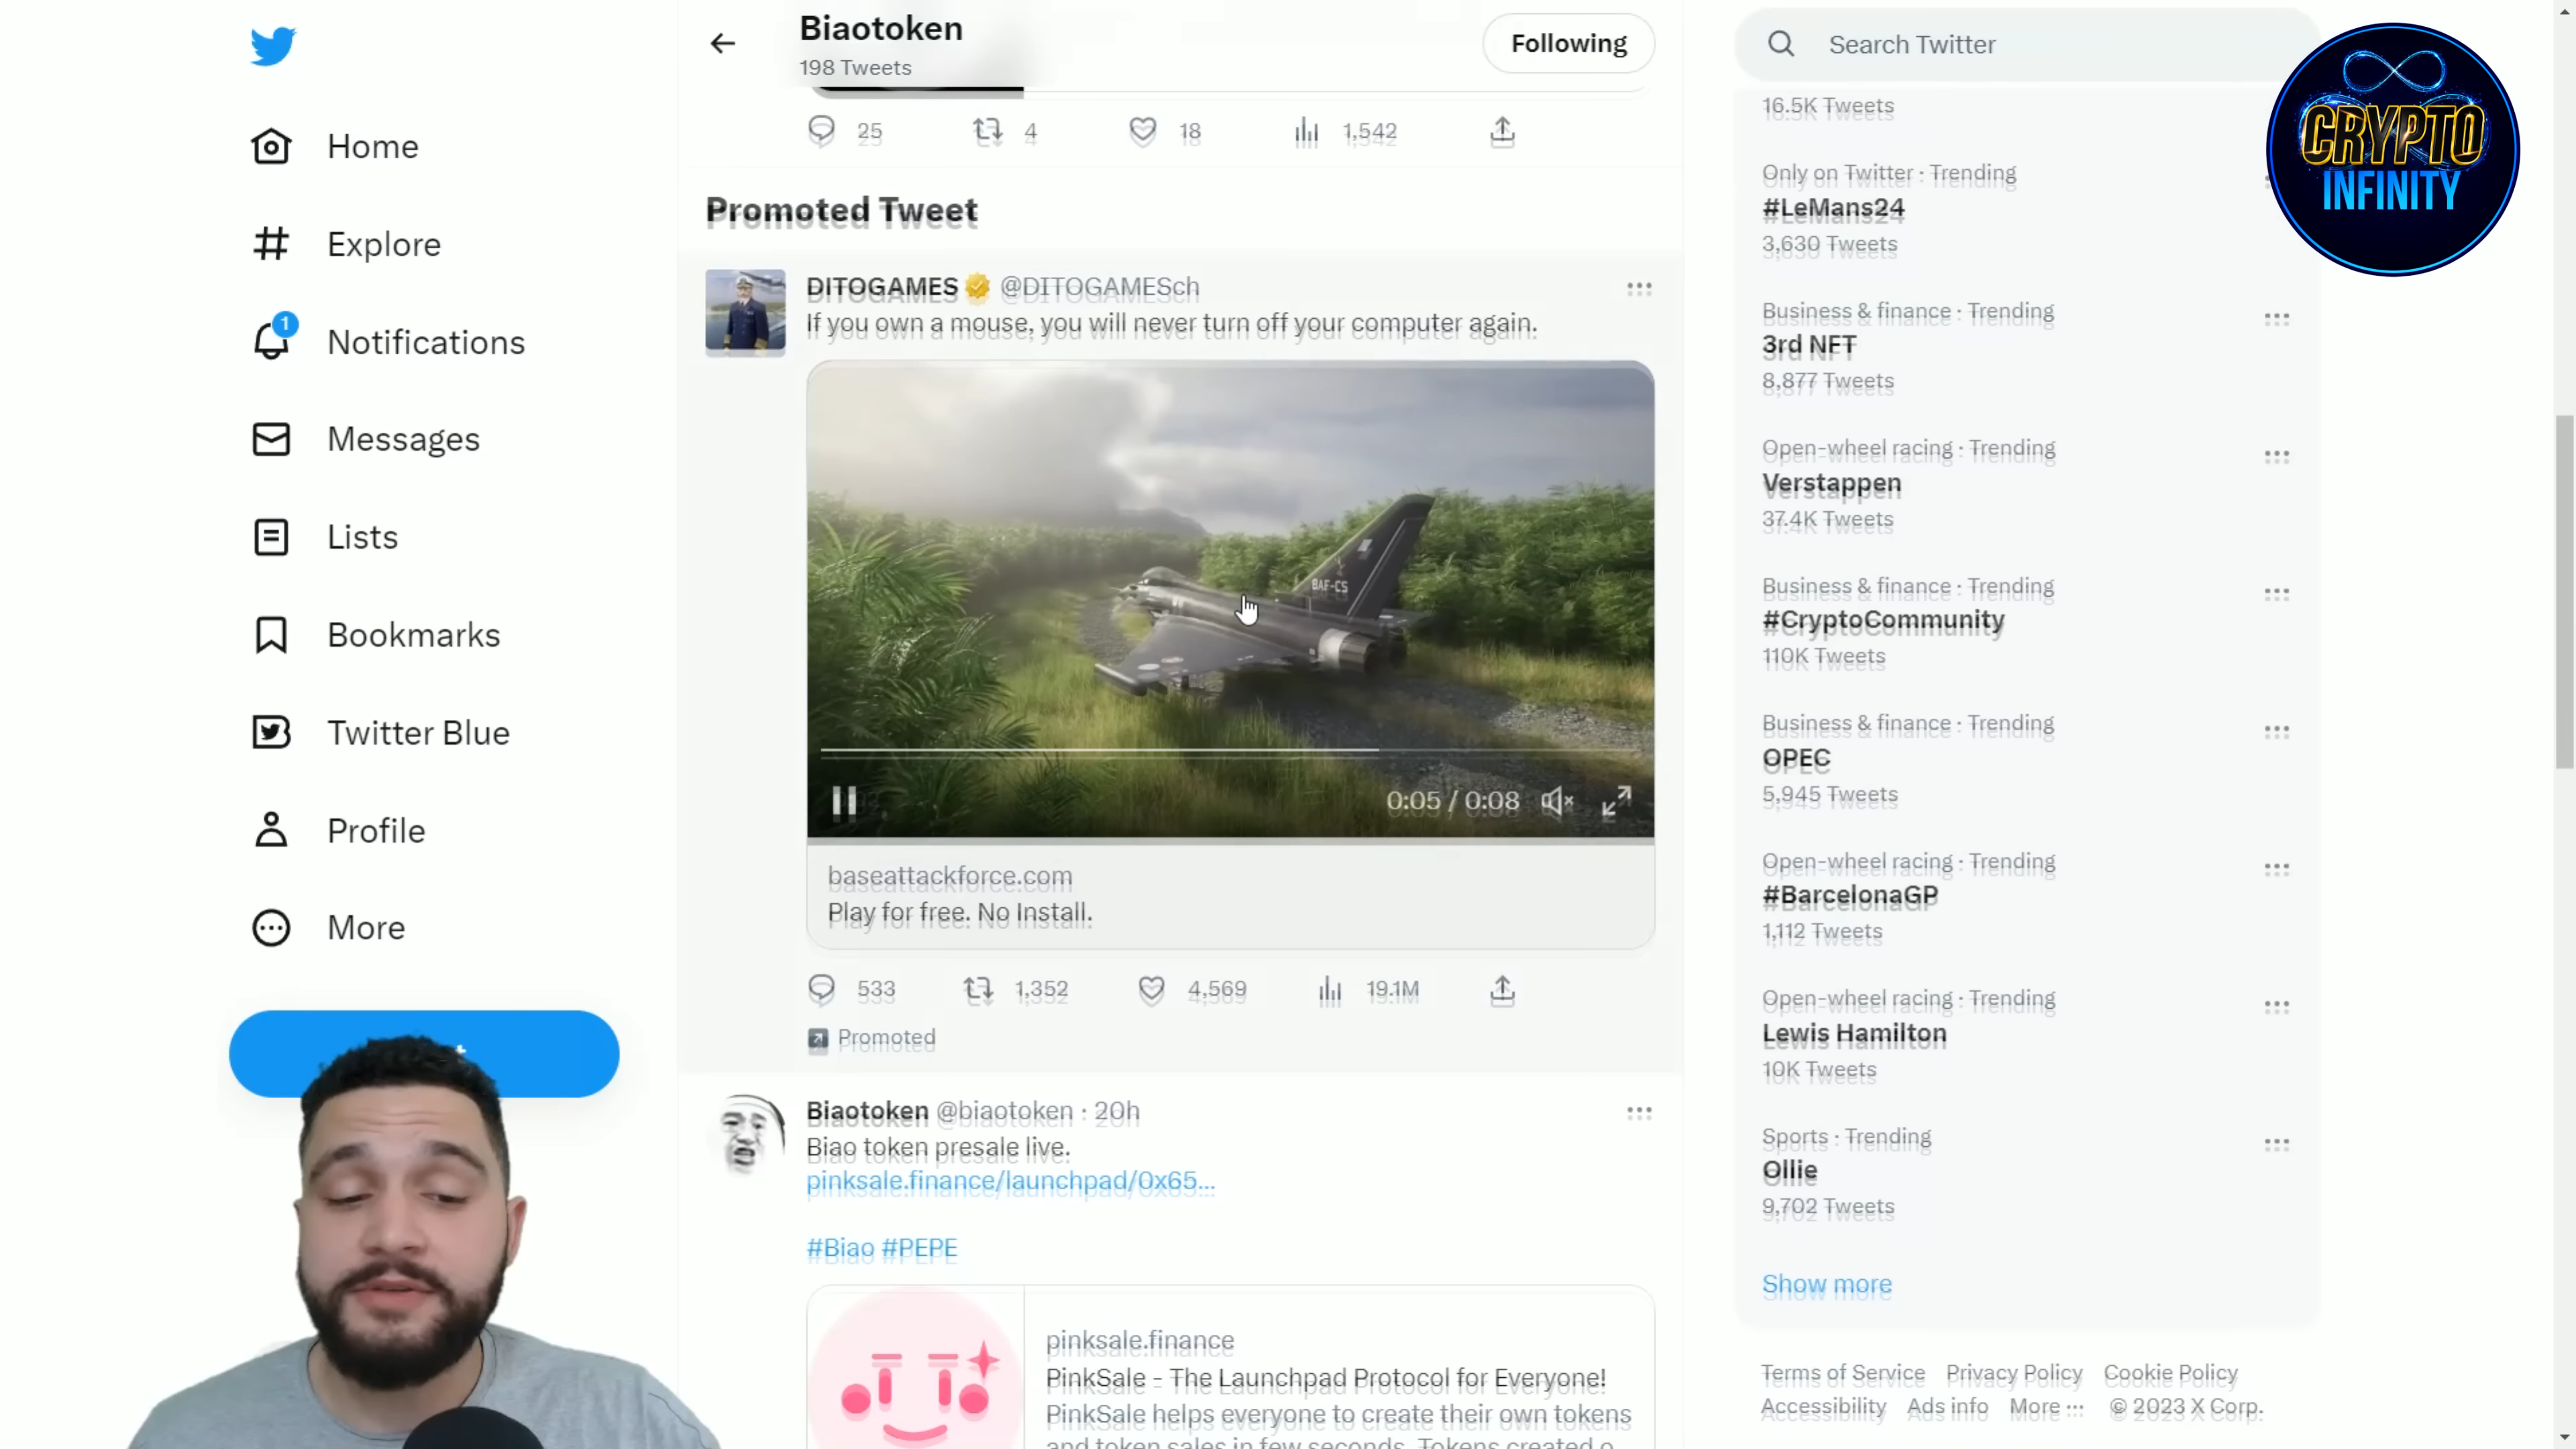 Home
Explore
1
Notifications
Messages
Lists
Bookmarks
Twitter Blue
Profile
More
Biaotoken
198 Tweets
Following
25 4 18 1,542
Promoted Tweet
DITOGAMES @DITOGAMESch
If you own a mouse, you will never turn off your computer again.
BAF-CS
0:05 / 0:08
baseattackforce.com
Play for free. No Install.
533 1,352 4,569 19.1M
Promoted
Biaotoken @biaotoken · 20h
Biao token presale live.
pinksale.finance/launchpad/0x65...
#Biao #PEPE
pinksale.finance
PinkSale - The Launchpad Protocol for Everyone!
PinkSale helps everyone to create their own tokens
and token sales in few seconds. Tokens created o
Search Twitter
16.5K Tweets
Only on Twitter · Trending
#LeMans24
3,630 Tweets
Business & finance · Trending
3rd NFT
8,877 Tweets
Open-wheel racing · Trending
Verstappen
37.4K Tweets
Business & finance · Trending
#CryptoCommunity
110K Tweets
Business & finance · Trending
OPEC
5,945 Tweets
Open-wheel racing · Trending
#BarcelonaGP
1,112 Tweets
Open-wheel racing · Trending
Lewis Hamilton
10K Tweets
Sports · Trending
Ollie
9,702 Tweets
Show more
Terms of Service Privacy Policy Cookie Policy
Accessibility Ads info More ··· © 2023 X Corp.
CRYPTO
INFINITY